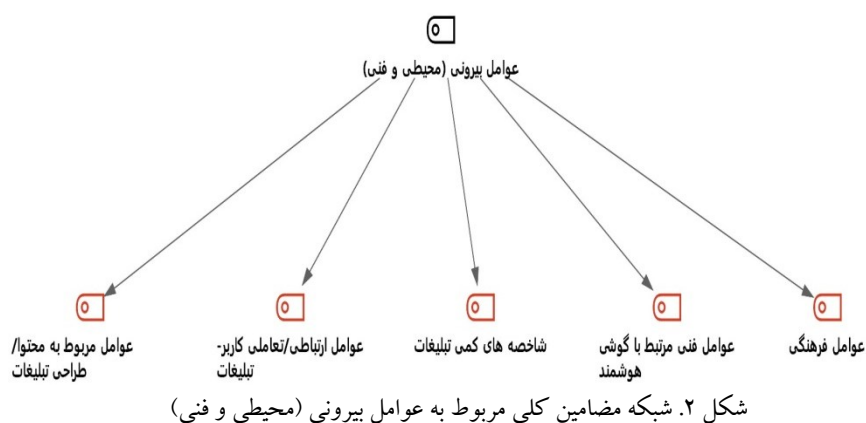 عوامل بیرونی (محیطی و فنی)
عوامل فرهنگی
عوامل فنی مرتبط با گوشی
هوشمند
شاخصه های کمی تبلیغات
عوامل ارتباطی/تعاملی کاربر-
تبلیغات
عوامل مربوط به محتوا/
طراحی تبلیغات
شکل ۲. شبکه مضامین کلی مربوط به عوامل بیرونی (محیطی و فنی)